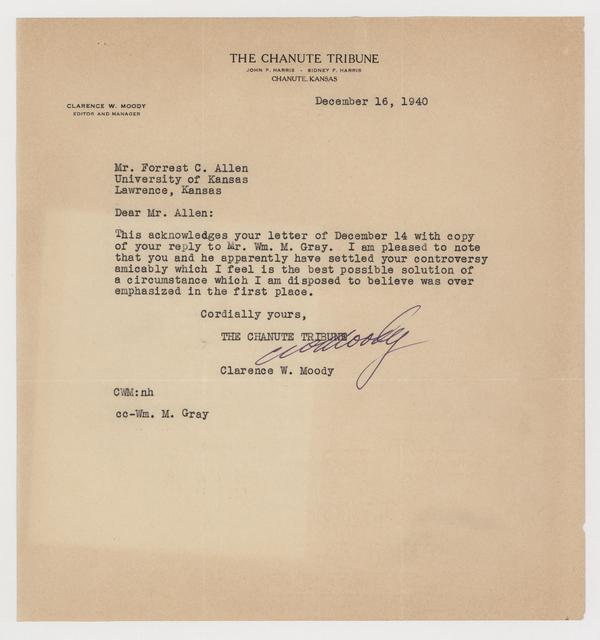 THE CHANUTE TRIBUNE
JOHN P. HARRIS - SIDNEY F. HARRIS
CHANUTE, KANSAS
CLARENCE W. MOODY
EDITOR AND MANAGER
December 16, 1940
Mr. Forrest C. Allen
University of Kansas
Lawrence, Kansas
Dear Mr. Allen:
This acknowledges your letter of December 14 with copy
of your reply to Mr. Wm. M. Gray.  I am pleased to note
that you and he apparently have settled your controversy
amicably which I feel is the best possible solution of
a circumstance which I am disposed to believe was over
emphasized in the first place.
Cordially yours,
THE CHANUTE TRIBUNE
CWMoody
Clarence W. Moody
CWM:nh
cc-Wm. M. Gray